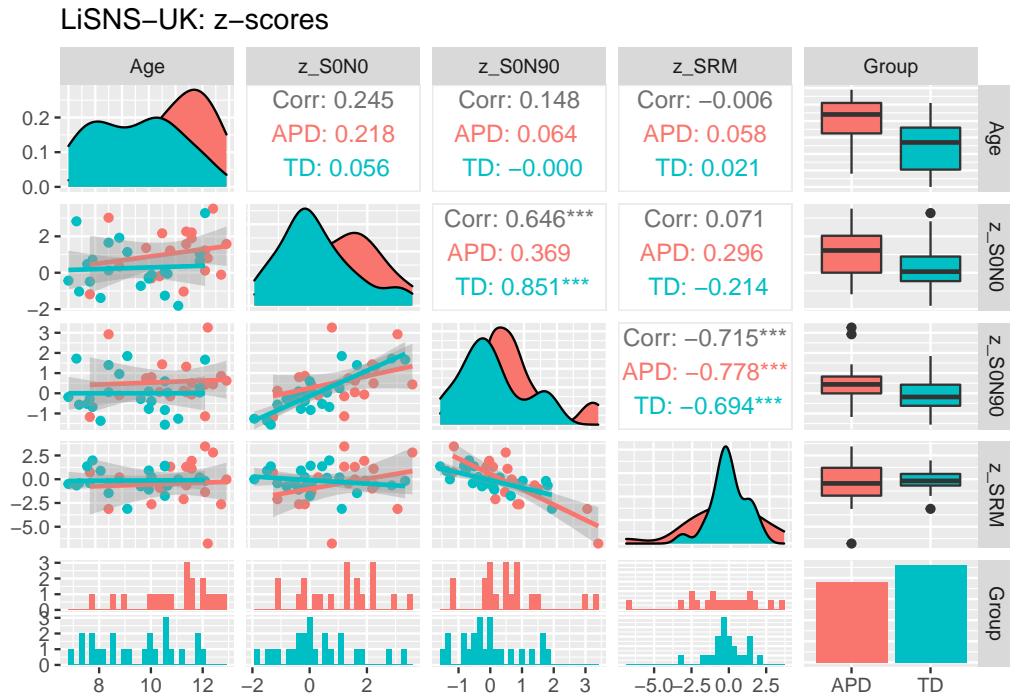 LiSNS−UK: z−scores
Age
z_S0N0
z_S0N90
z_SRM
Group
0.2
0.1
0.0
Corr: 0.245
APD: 0.218
TD: 0.056
Corr: 0.148
APD: 0.064
TD: −0.000
Corr: −0.006
APD: 0.058
TD: 0.021
Age
2
0
−2
Corr: 0.646***
APD: 0.369
TD: 0.851***
Corr: 0.071
APD: 0.296
TD: −0.214
z_S0N0
3
2
1
0
−1
Corr: −0.715***
APD: −0.778***
TD: −0.694***
z_S0N90
2.5
0.0
−2.5
−5.0
z_SRM
3
2
1
0
3
2
1
0
Group
8
10
12
−2
0
2
−1
0
1
2
3
−5.0
−2.5
0.0
2.5
APD
TD